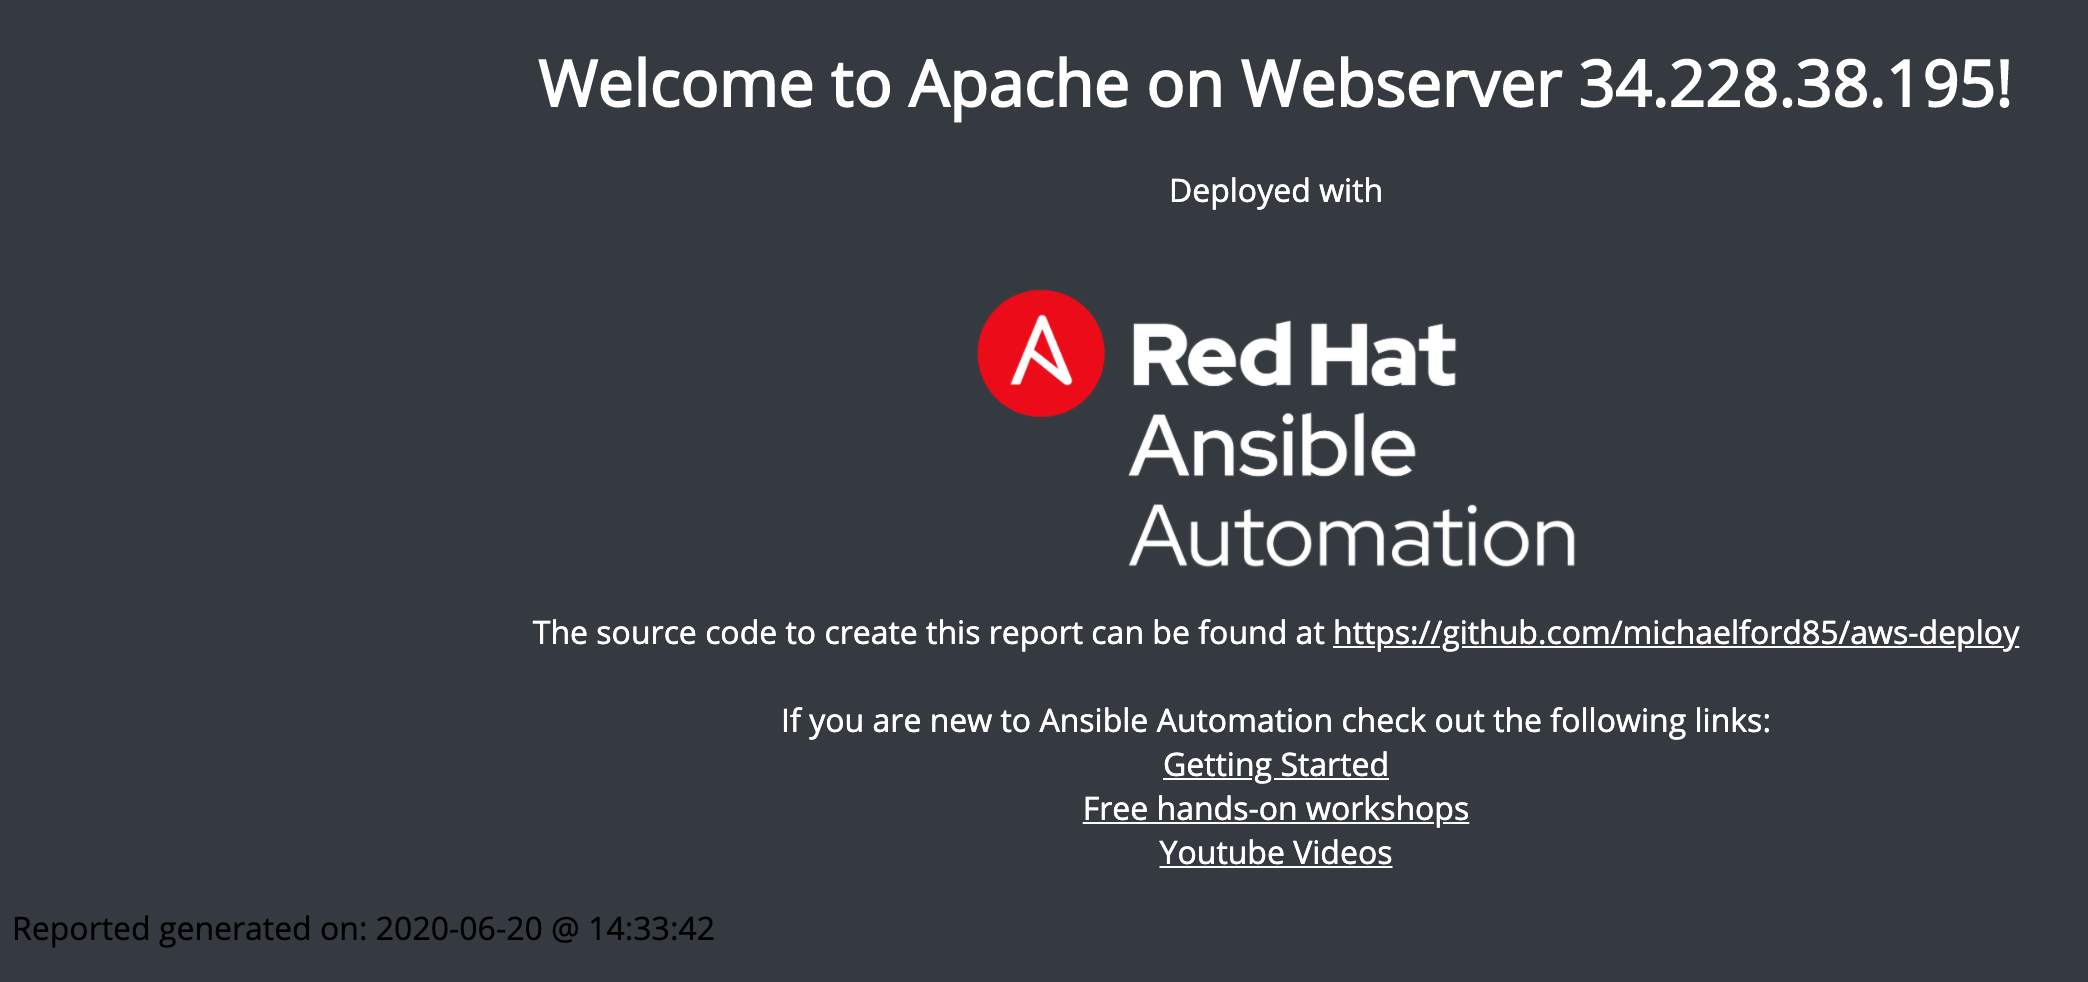 Welcome to Apache on Webserver 34.228.38.195!
Deployed with
Red Hat
Ansible
Automation
The source code to create this report can be found at https://github.com/michaelford85/aws-deploy
If you are new to Ansible Automation check out the following links:
Getting Started
Free hands-on workshops
Youtube Videos
Reported generated on: 2020-06-20 @ 14:33:42